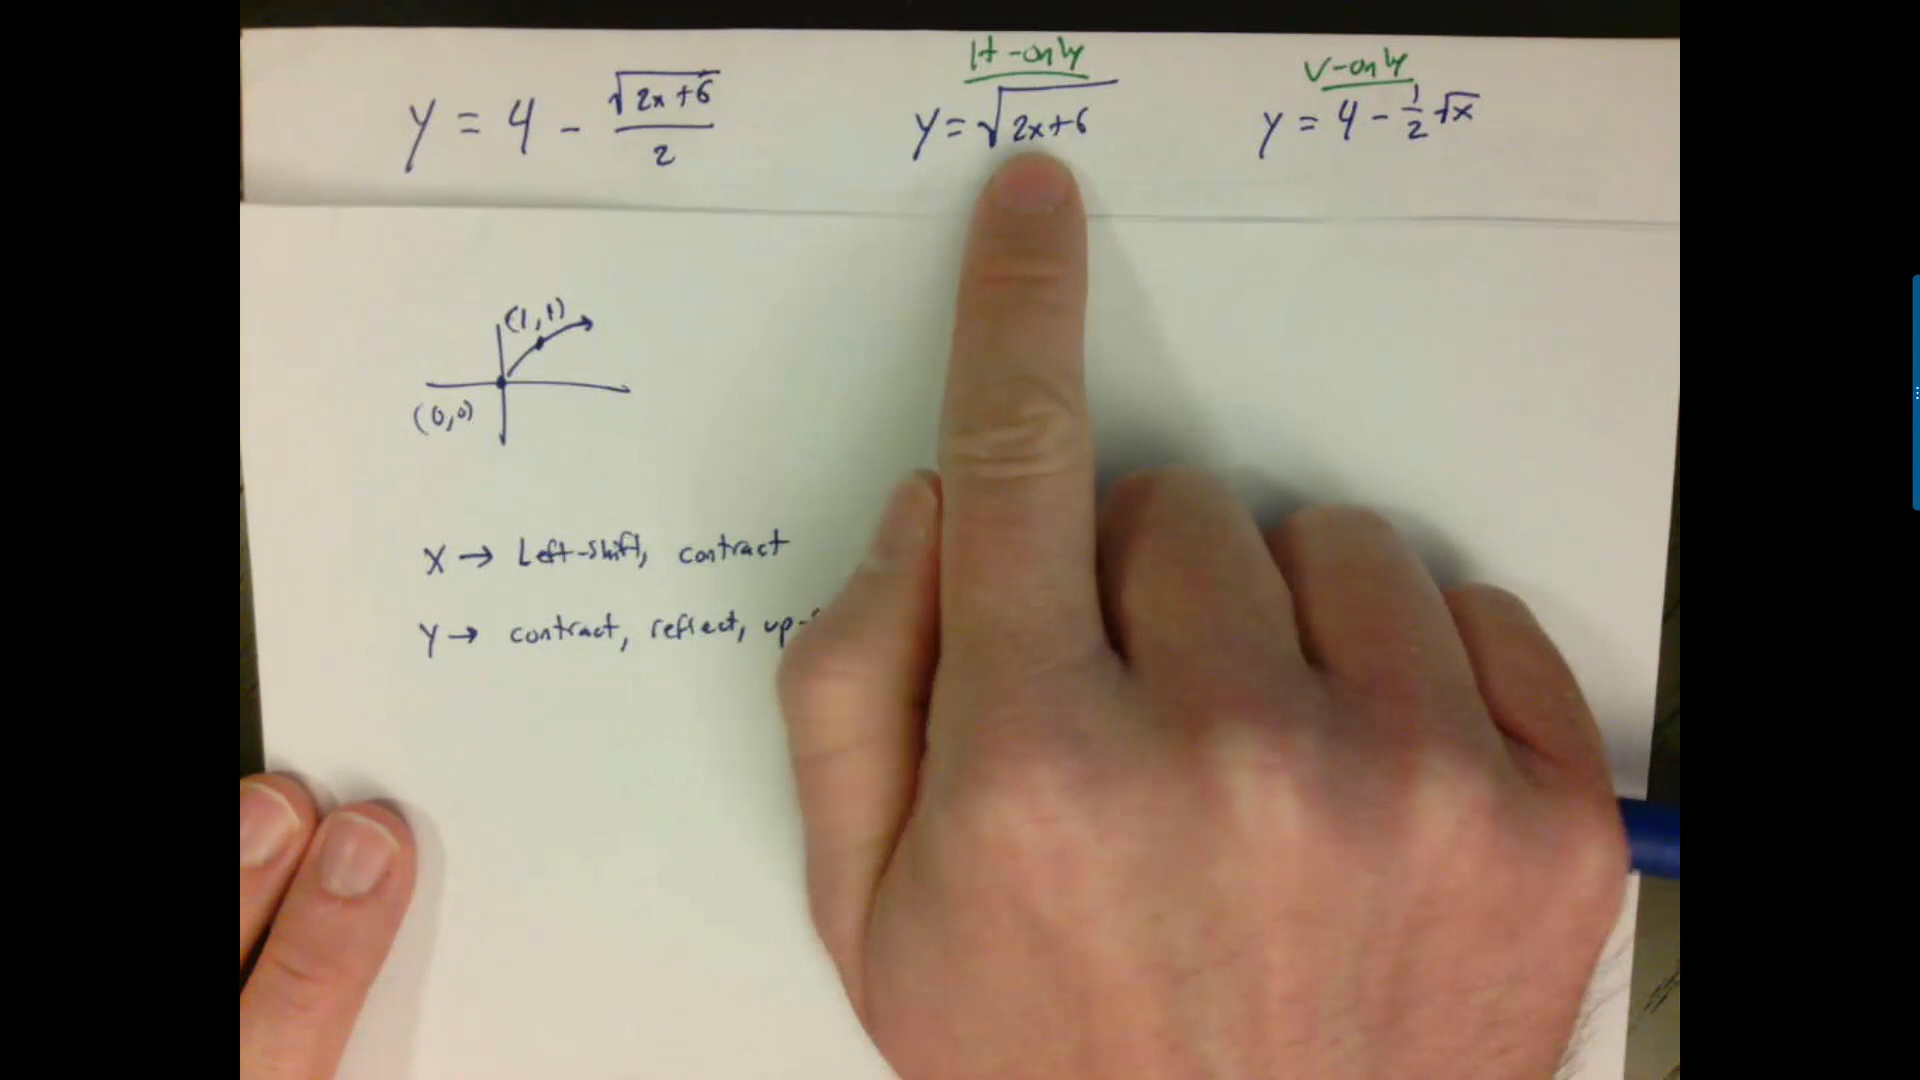 H-only
V-only
y = 4 - √(2x+6)/2
y = √(2x+6)
y = 4 - 1/2 √x
(1,1)
(0,0)
X → Left-shift, contract
Y → contract, reflect, up-